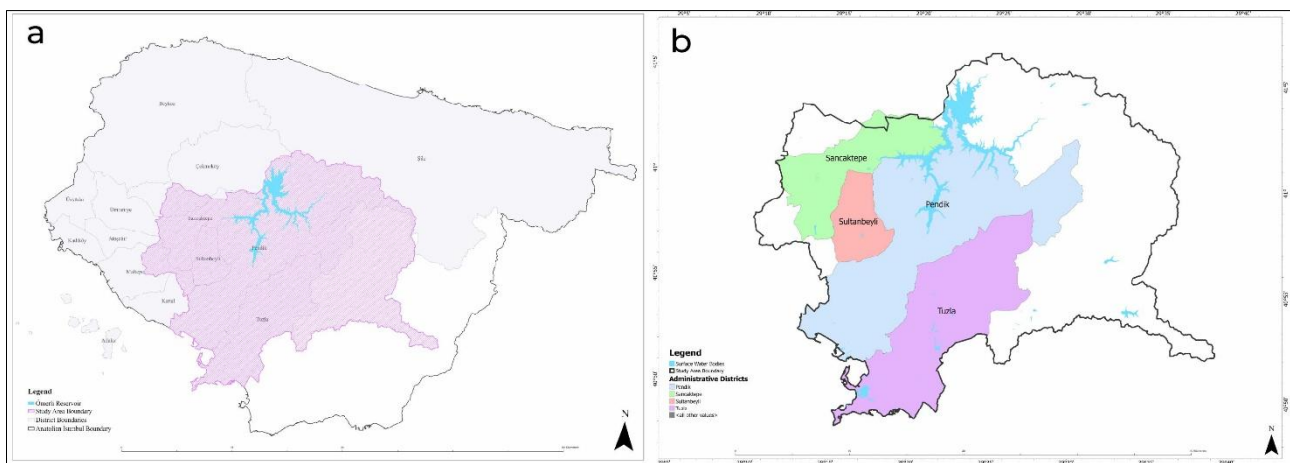 a
Beykoz
Çekmeköy
Şile
Üsküdar
Ümraniye
Sancaktepe
Kadıköy
Ataşehir
Pendik
Sultanbeyli
Maltepe
Kartal
Tuzla
Adalar
Legend
Ömerli Reservoir
Study Area Boundary
District Boundaries
Anatolian Istanbul Boundary
N
b
Sancaktepe
Sultanbeyli
Pendik
Tuzla
Legend
Surface Water Bodies
Study Area Boundary
Administrative Districts
Pendik
Sancaktepe
Sultanbeyli
Tuzla
<all other values>
N